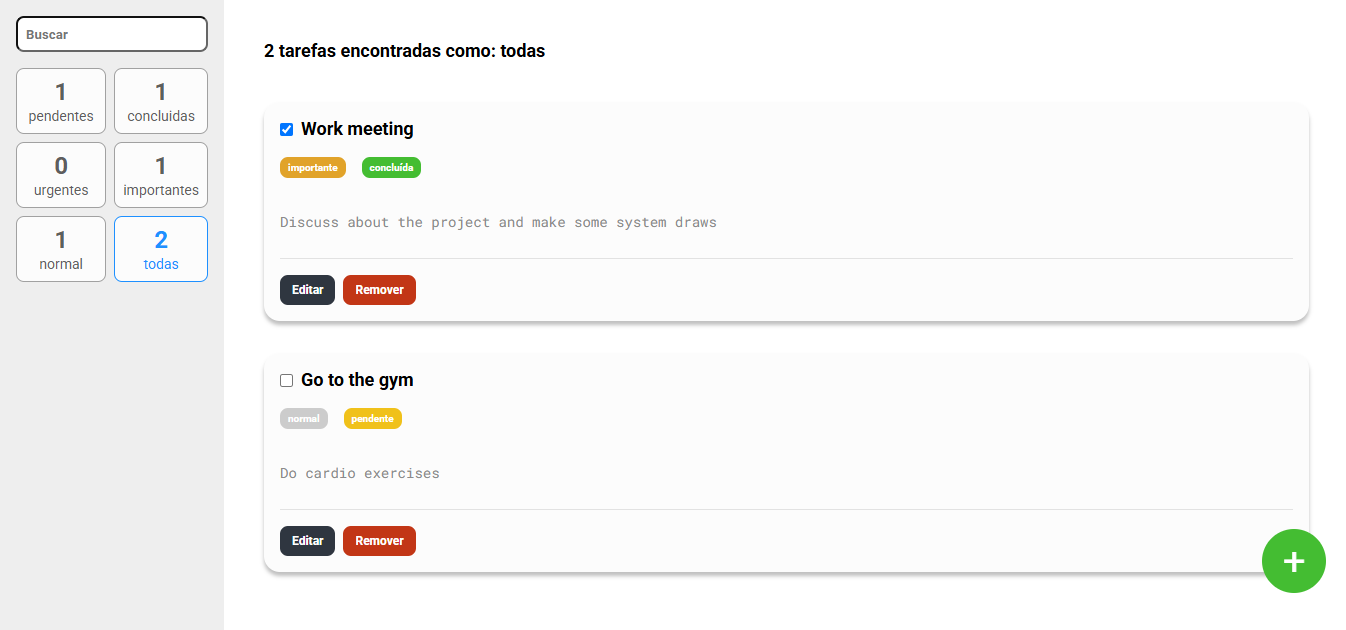 Buscar
1
pendentes
1
concluidas
0
urgentes
1
importantes
1
normal
2
todas
2 tarefas encontradas como: todas
Work meeting
importante concluída
Discuss about the project and make some system draws
Editar Remover
Go to the gym
normal pendente
Do cardio exercises
Editar Remover
+